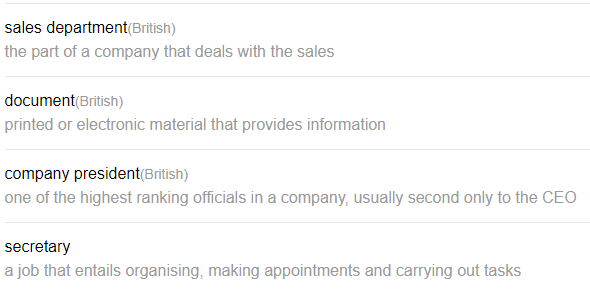 sales department(British)
the part of a company that deals with the sales
document(British)
printed or electronic material that provides information
company president(British)
one of the highest ranking officials in a company, usually second only to the CEO
secretary
a job that entails organising, making appointments and carrying out tasks